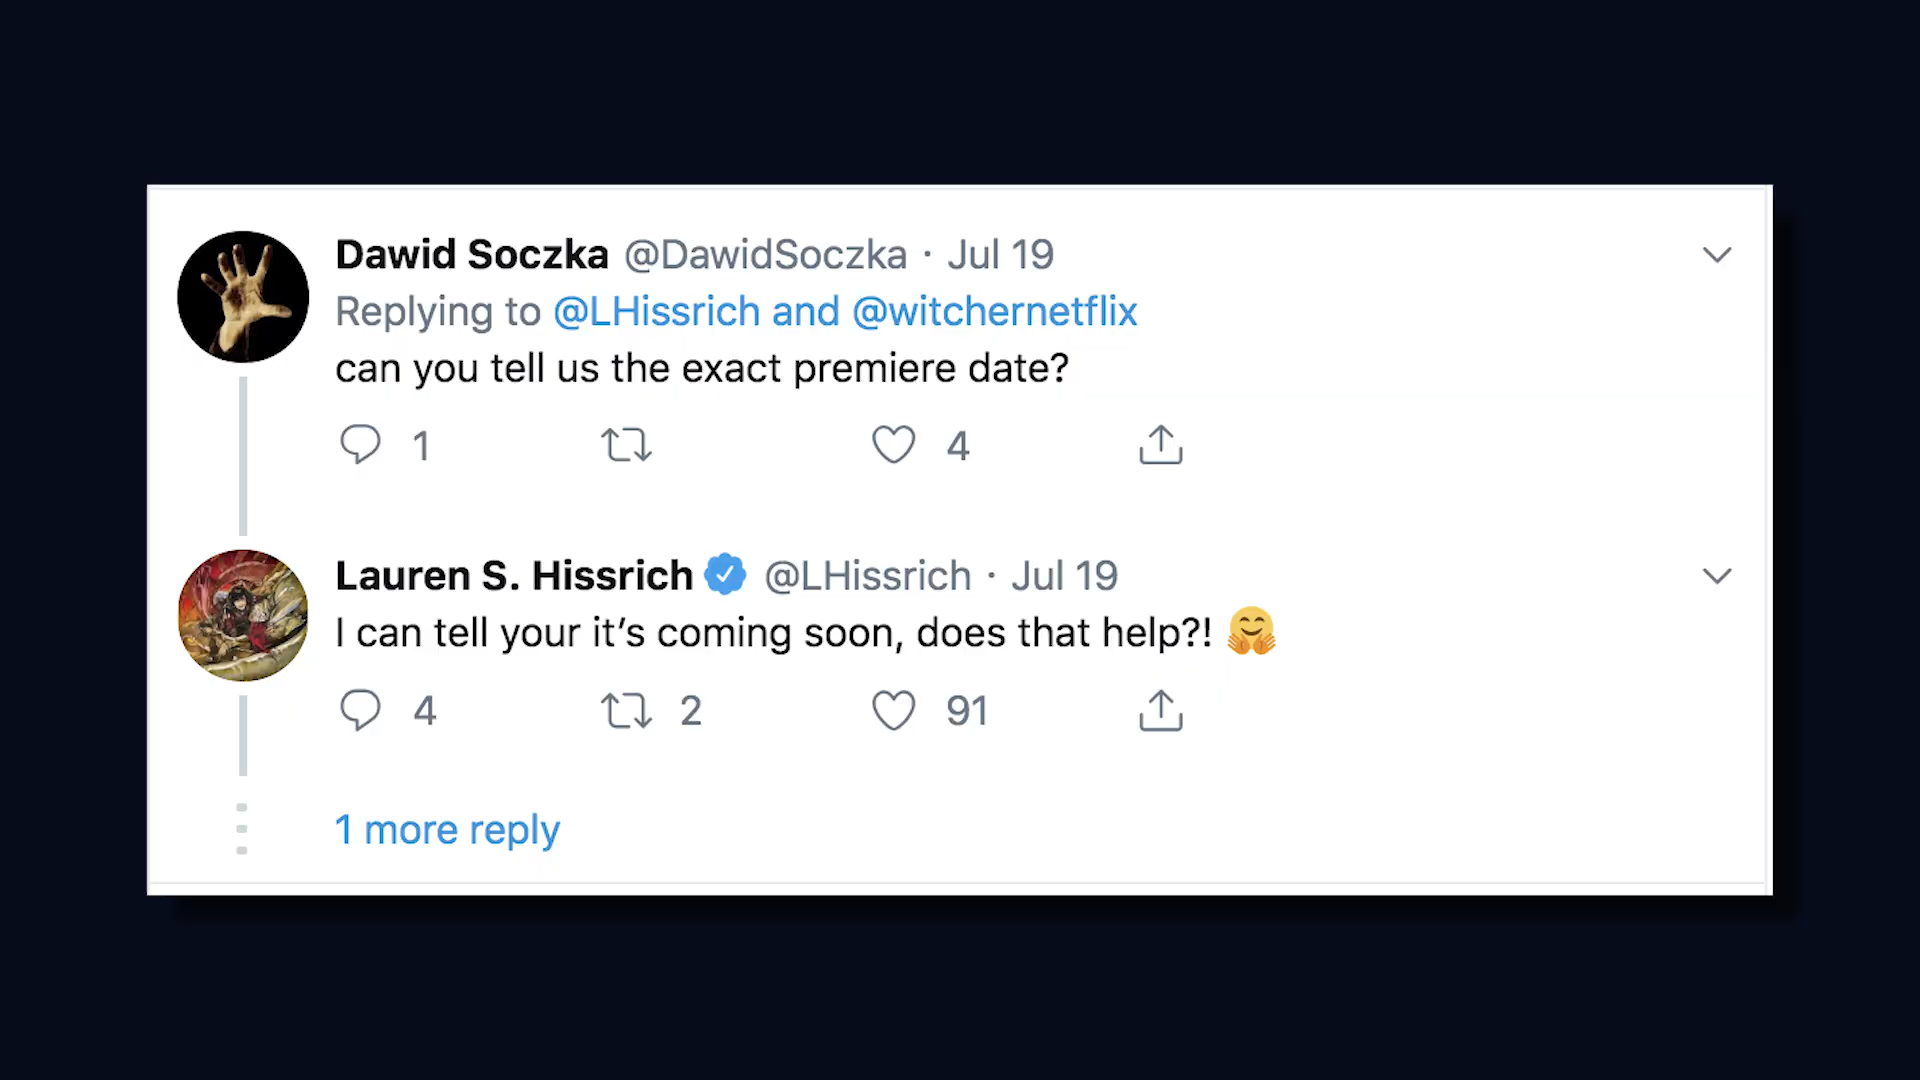 Dawid Soczka @DawidSoczka · Jul 19
Replying to @LHissrich and @witchernetflix
can you tell us the exact premiere date?
1 4
Lauren S. Hissrich @LHissrich · Jul 19
I can tell your it’s coming soon, does that help?! 🤗
4 2 91
1 more reply